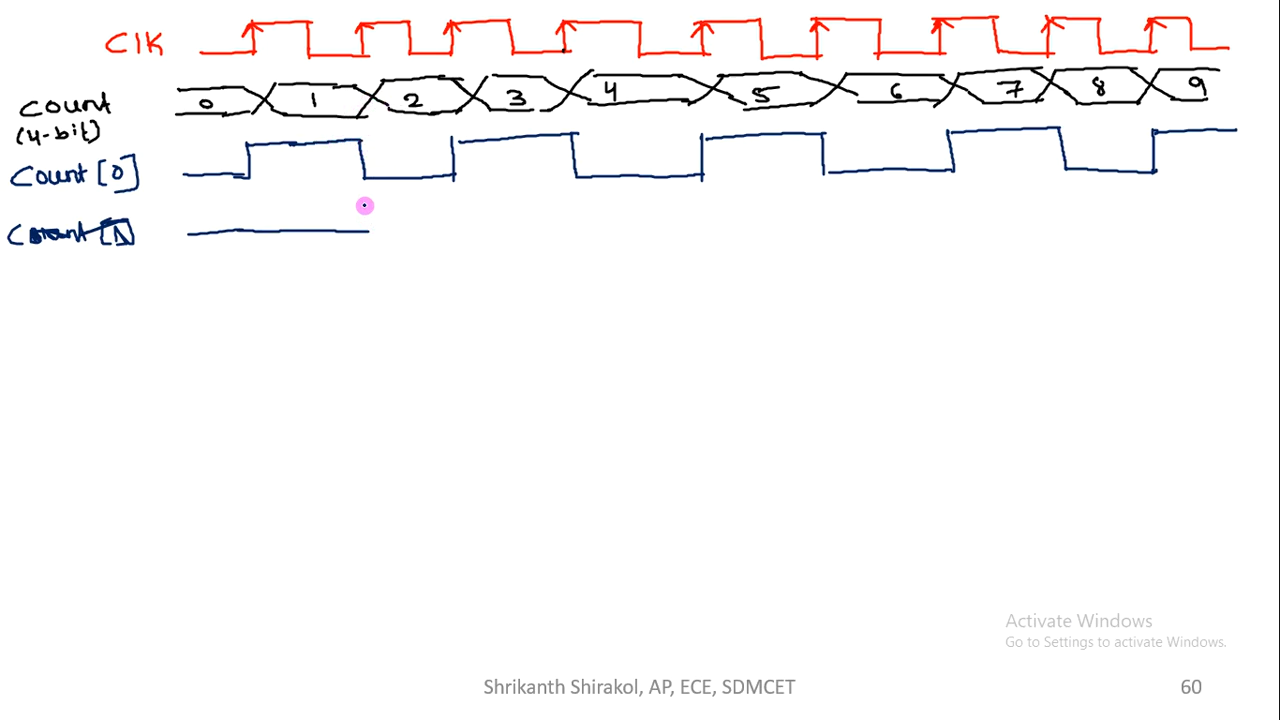 Clk
Count 0 1 2 3 4 5 6 7 8 9
(4-bit)
Count [0]
Count [1]
Activate Windows
Go to Settings to activate Windows.
Shrikanth Shirakol, AP, ECE, SDMCET 60